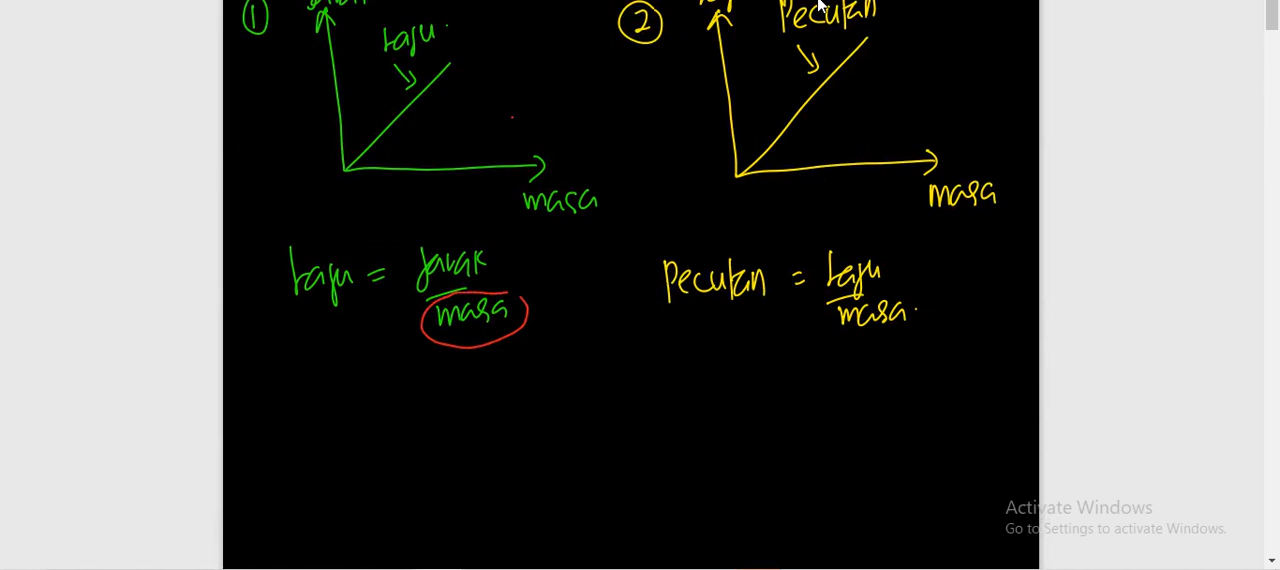 ①
laju
②
Pecutan
masa
masa
laju = jarak
masa
Pecutan = laju
masa.
Activate Windows
Go to Settings to activate Windows.